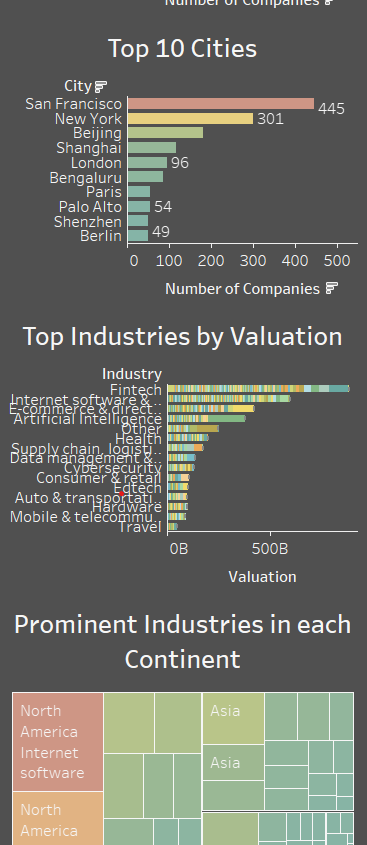 Number of Companies
Top 10 Cities
City
San Francisco 445
New York 301
Beijing
Shanghai
London 96
Bengaluru
Paris
Palo Alto 54
Shenzhen
Berlin 49
0 100 200 300 400 500
Number of Companies
Top Industries by Valuation
Industry
Fintech
Internet software &..
E-commerce & direct..
Artificial Intelligence
Other
Health
Supply chain, logisti..
Data management &..
Cybersecurity
Consumer & retail
Edtech
Auto & transportati..
Hardware
Mobile & telecommu..
Travel
0B 500B
Valuation
Prominent Industries in each
Continent
North
America
Internet
software
Asia
Asia
North
America